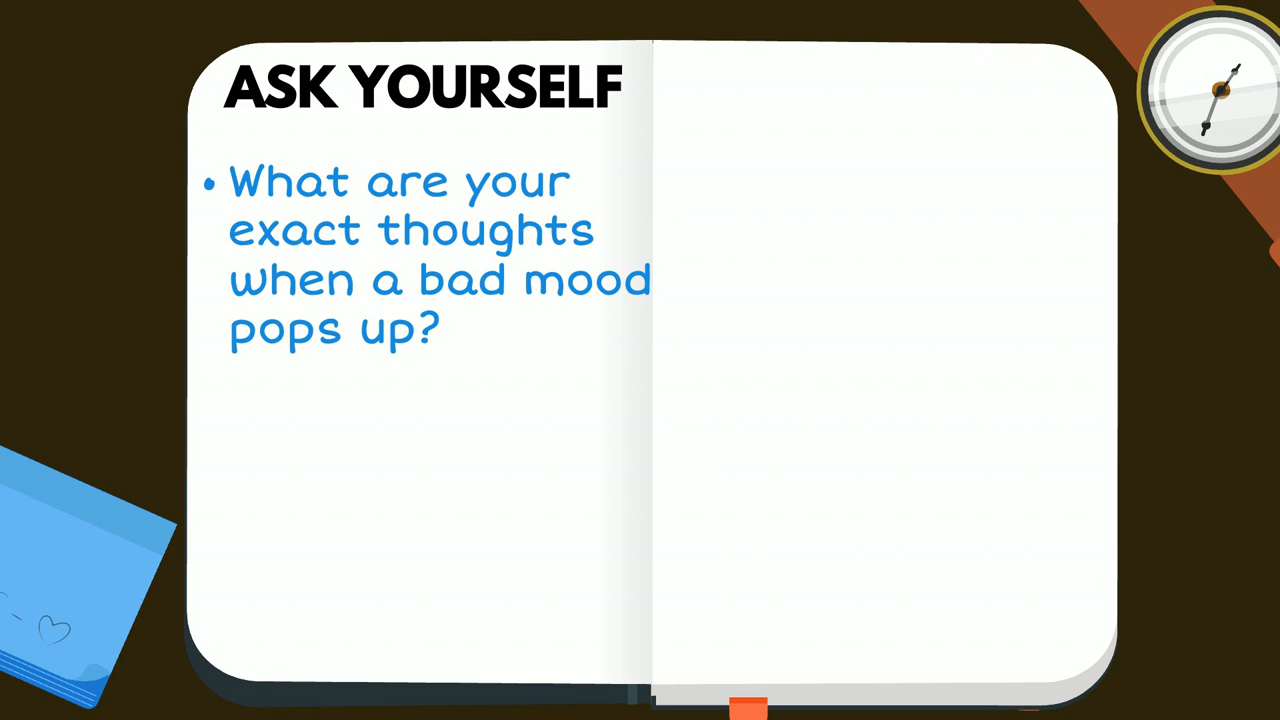 ASK YOURSELF
• What are your
exact thoughts
when a bad mood
pops up?